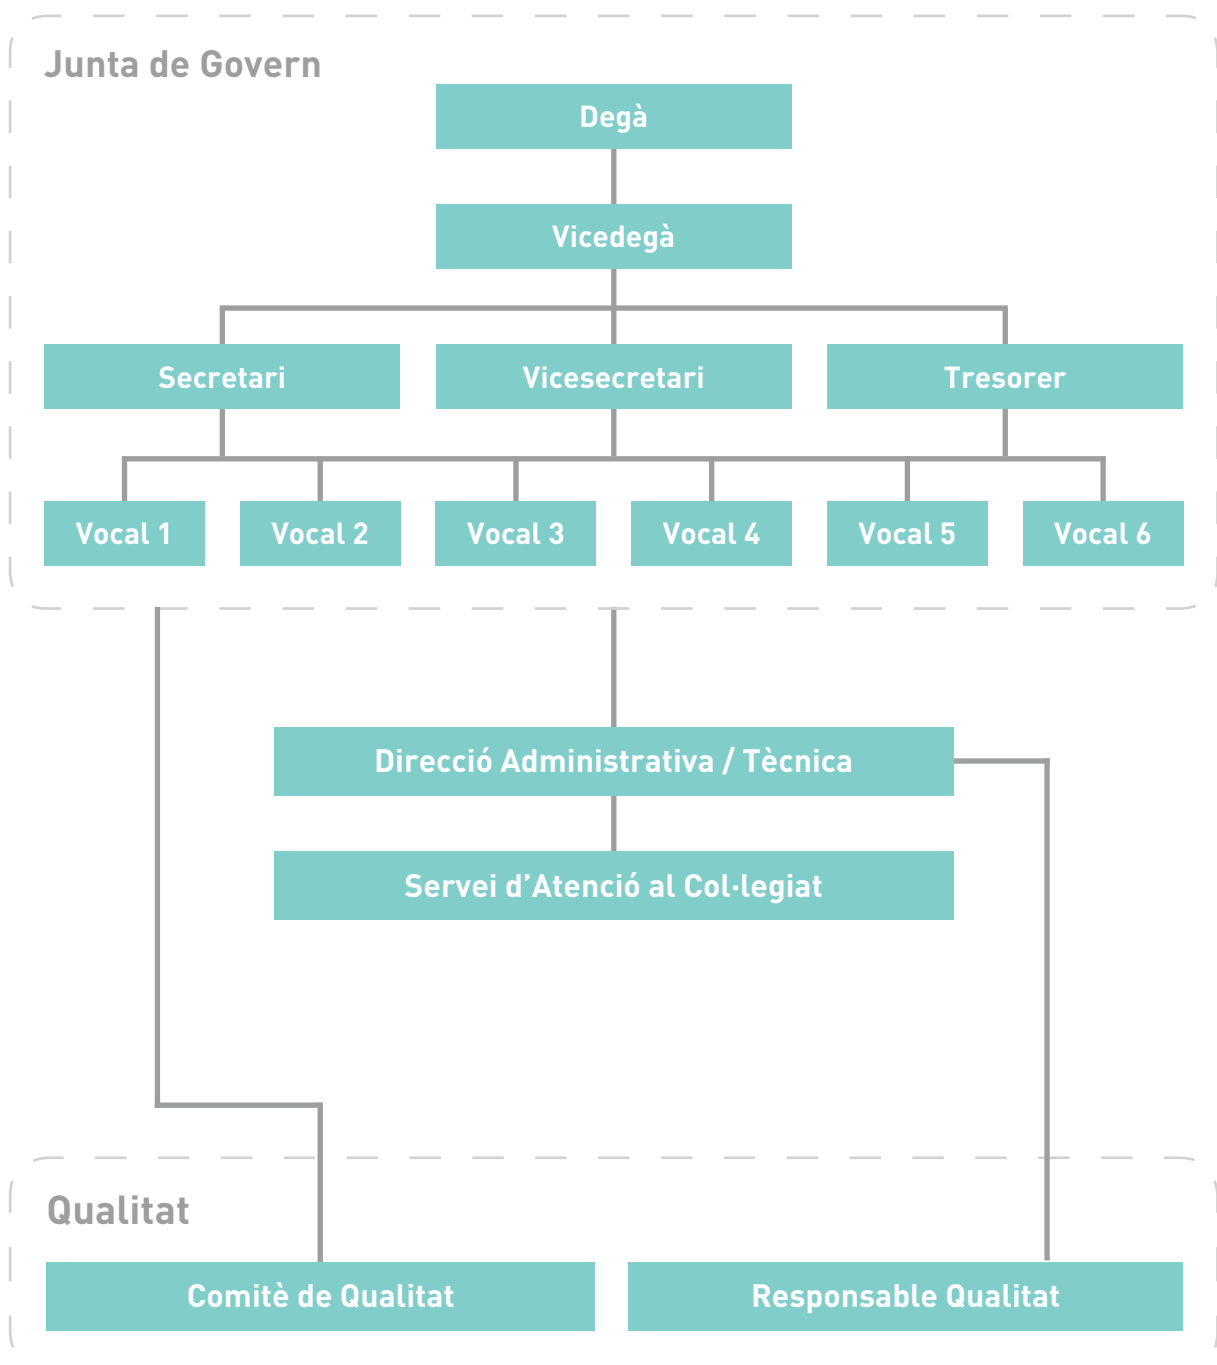 Junta de Govern
Degà
Vicedegà
Secretari
Vicesecretari
Tresorer
Vocal 1
Vocal 2
Vocal 3
Vocal 4
Vocal 5
Vocal 6
Direcció Administrativa / Tècnica
Servei d’Atenció al Col·legiat
Qualitat
Comitè de Qualitat
Responsable Qualitat